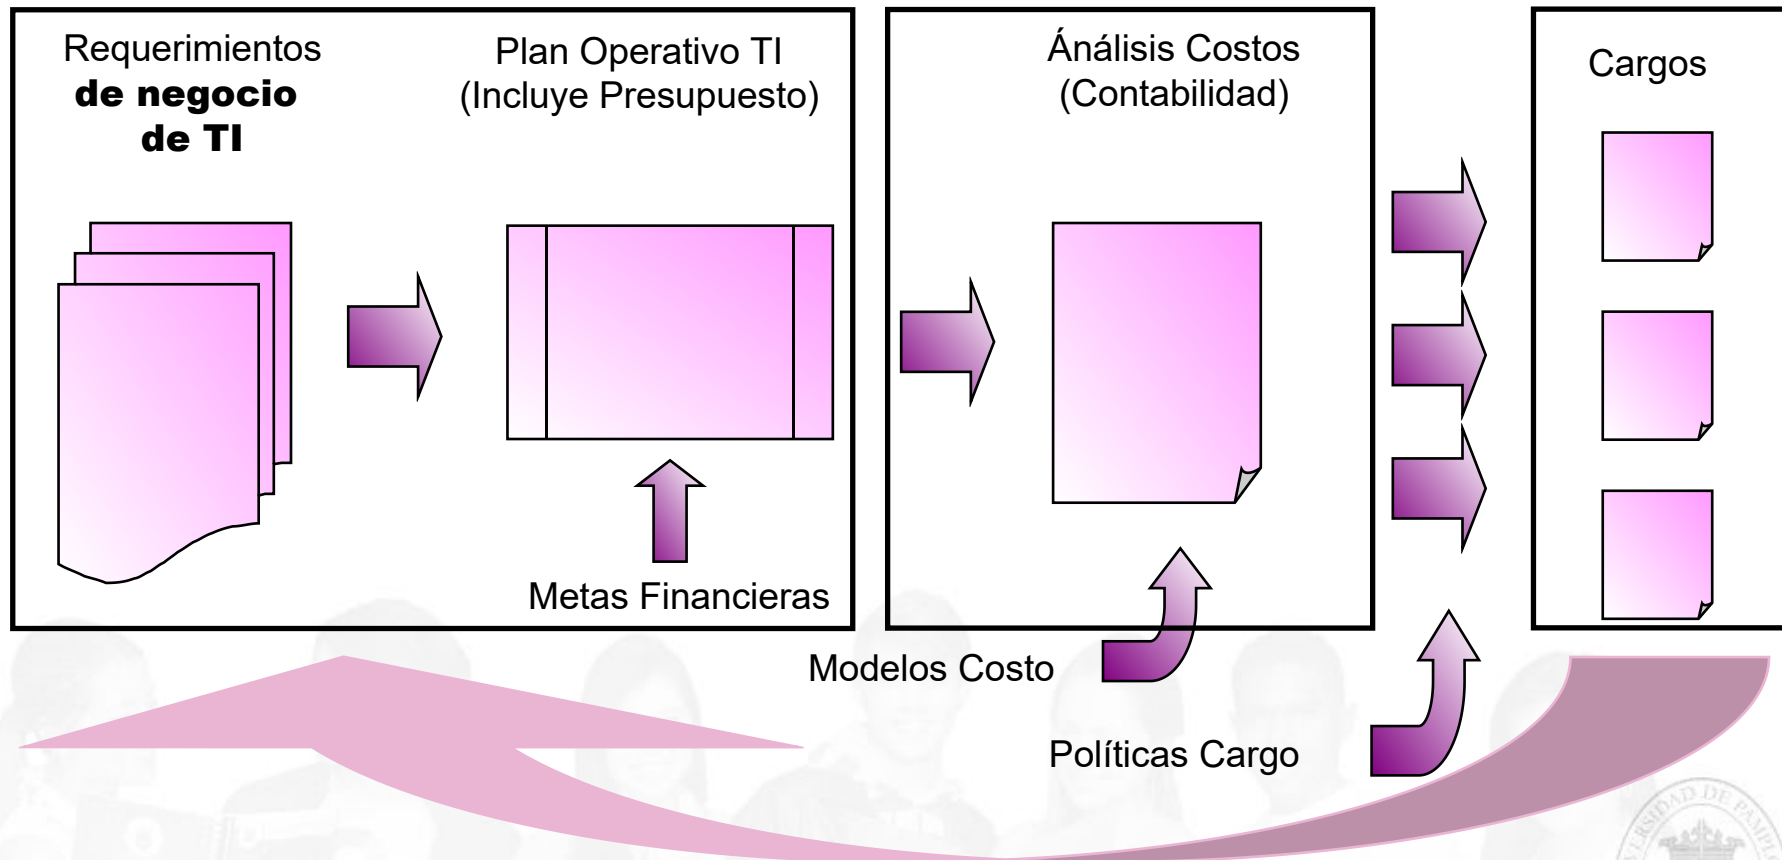 Requerimientos
de negocio
de TI
Plan Operativo TI
(Incluye Presupuesto)
Metas Financieras
Ánálisis Costos
(Contabilidad)
Cargos
Modelos Costo
Políticas Cargo